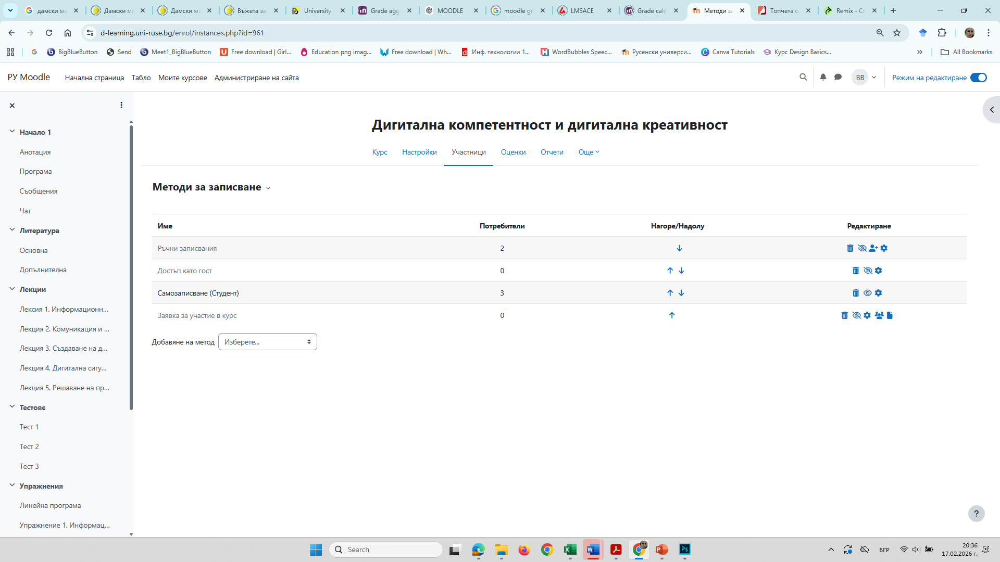 дамски ма
Дамски ма
Дамски ма
Въжета за
University
Grade agg
MOODLE
moodle gr
LMSACE
Grade calc
Методи за
Топчета о
Remix - Cr
d-learning.uni-ruse.bg/enrol/instances.php?id=961
BigBlueButton
Send
Meet1_BigBlueButton
Free download | Girl...
Education png imag...
Free download | Wh...
Инф. технологии 1...
WordBubbles Speec...
Русенски универси...
Canva Tutorials
Курс Design Basics...
All Bookmarks
РУ Moodle
Начална страница
Табло
Моите курсове
Администриране на сайта
BB
Режим на редактиране
Начало 1
Анотация
Програма
Съобщения
Чат
Литература
Основна
Допълнителна
Лекции
Лексия 1. Информационн...
Лекция 2. Комуникация и ...
Лекция 3. Създаване на д...
Лекция 4. Дигитална сигу...
Лекция 5. Решаване на пр...
Тестове
Тест 1
Тест 2
Тест 3
Упражнения
Линейна програма
Упражнение 1. Информац...
Дигитална компетентност и дигитална креативност
Курс
Настройки
Участници
Оценки
Отчети
Още
Методи за записване
Име Потребители Нагоре/Надолу Редактиране
Ръчни записвания 2
Достъп като гост 0
Самозаписване (Студент) 3
Заявка за участие в курс 0
Добавяне на метод Изберете...
?
Search
БГР
20:36
17.02.2026 г.